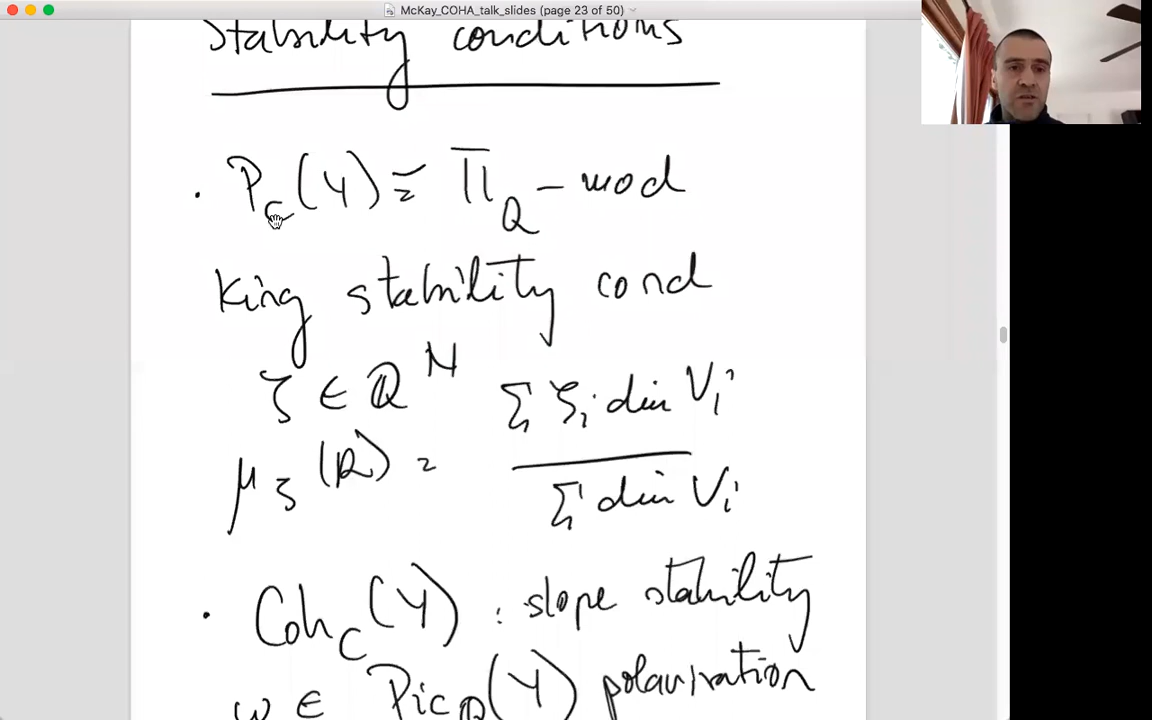 McKay_COHA_talk_slides (page 23 of 50)
Stability conditions
· P_C(Y) ≅ Π_Q - mod
King stability cond
ζ ∈ ℚ^N
μ_ζ(R) = Σ ζ_i dim V_i / Σ dim V_i
· Coh_C(Y) : slope stability
ω ∈ Pic_ℚ(Y) polarization